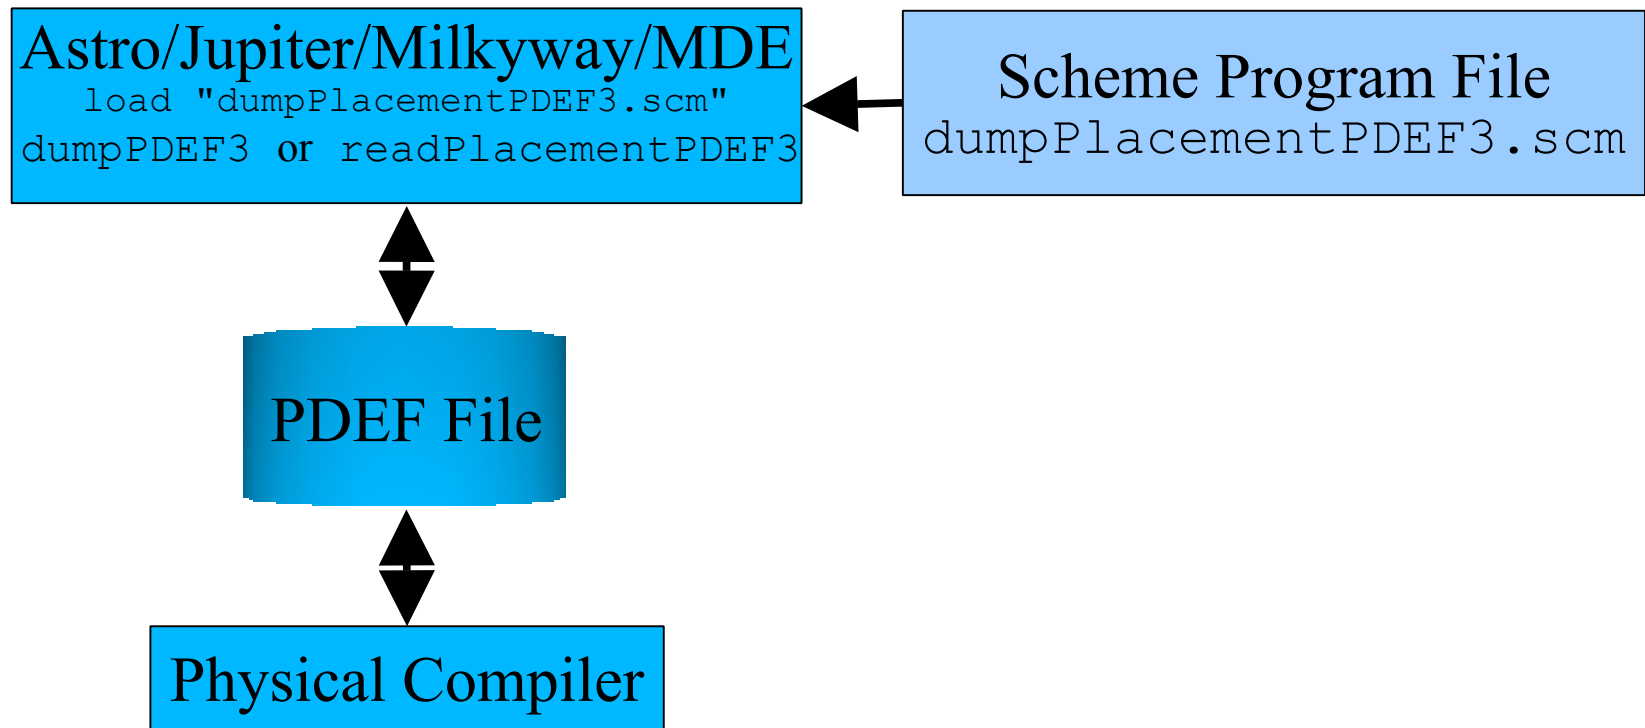 Astro/Jupiter/Milkyway/MDE
load "dumpPlacementPDEF3.scm"
dumpPDEF3 or readPlacementPDEF3
Scheme Program File
dumpPlacementPDEF3.scm
PDEF File
Physical Compiler